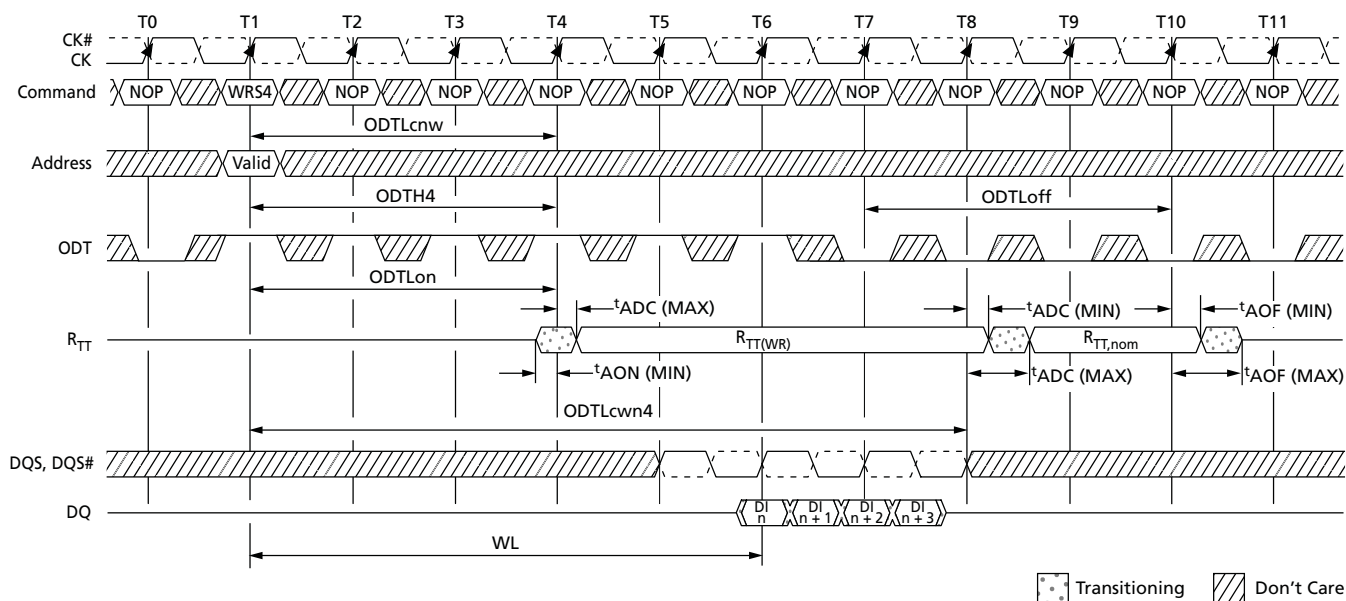 T0 T1 T2 T3 T4 T5 T6 T7 T8 T9 T10 T11
CK#
CK
Command NOP WRS4 NOP NOP NOP NOP NOP NOP NOP NOP NOP NOP
ODTLcnw
Address Valid
ODTH4 ODTLoff
ODT
ODTLon
tADC (MAX) tADC (MIN) tAOF (MIN)
RTT RTT(WR) RTT,nom
tAON (MIN) tADC (MAX) tAOF (MAX)
ODTLcwn4
DQS, DQS#
DQ DI n DI n + 1 DI n + 2 DI n + 3
WL
Transitioning Don't Care